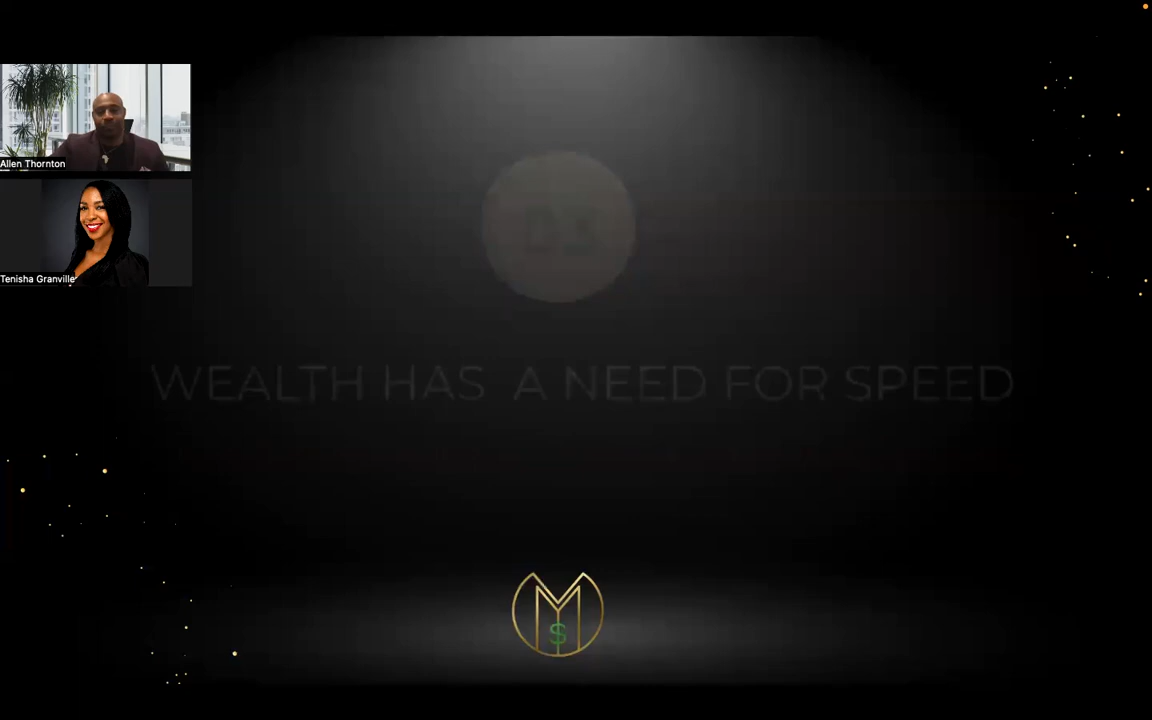 Allen Thornton
Tenisha Granville
WEALTH HAS A NEED FOR SPEED
M
$